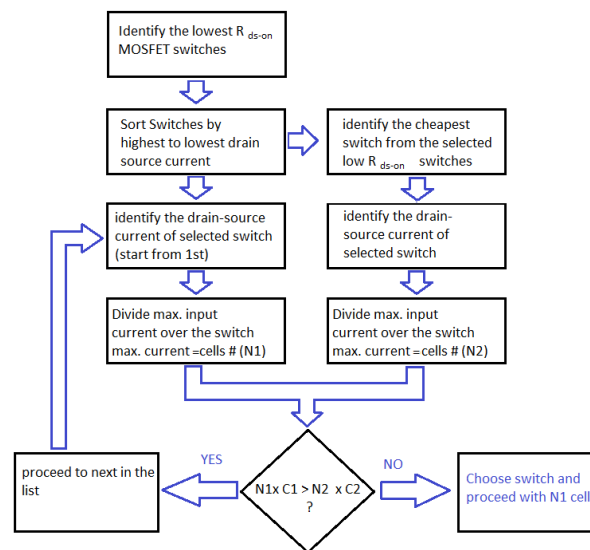 Identify the lowest R ds-on
MOSFET switches
Sort Switches by
highest to lowest drain
source current
identify the cheapest
switch from the selected
low R ds-on switches
identify the drain-source
current of selected switch
(start from 1st)
identify the drain-
source current of
selected switch
Divide max. input
current over the switch
max. current =cells # (N1)
Divide max. input
current over the switch
max. current =cells # (N2)
YES
NO
proceed to next in the
list
N1x C1 > N2 x C2
?
Choose switch and
proceed with N1 cell